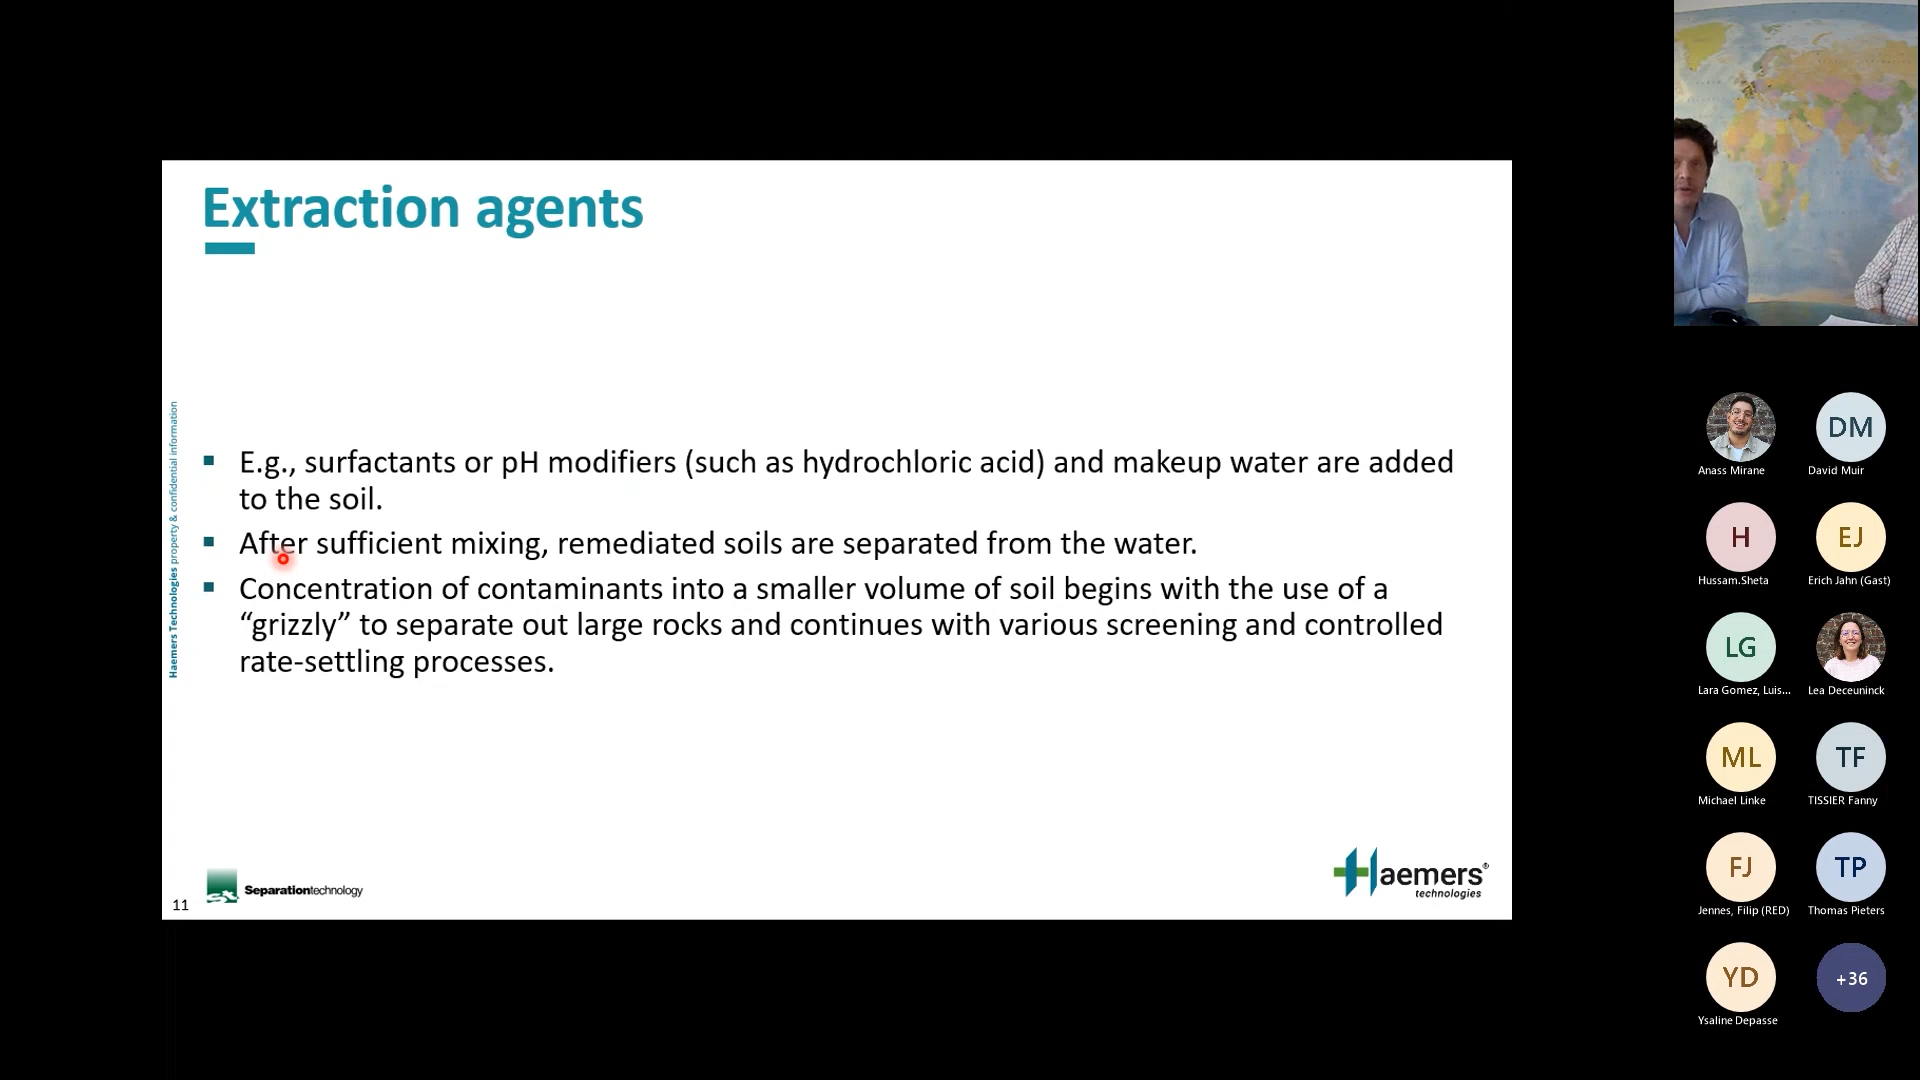 Extraction agents
Haemers Technologies property & confidential information
▪ E.g., surfactants or pH modifiers (such as hydrochloric acid) and makeup water are added
to the soil.
▪ After sufficient mixing, remediated soils are separated from the water.
▪ Concentration of contaminants into a smaller volume of soil begins with the use of a
“grizzly” to separate out large rocks and continues with various screening and controlled
rate-settling processes.
11
st Separationtechnology
Haemers®
technologies
Anass Mirane
DM
David Muir
H
Hussam.Sheta
EJ
Erich Jahn (Gast)
LG
Lara Gomez, Luis...
Lea Deceuninck
ML
Michael Linke
TF
TISSIER Fanny
FJ
Jennes, Filip (RED)
TP
Thomas Pieters
YD
Ysaline Depasse
+36